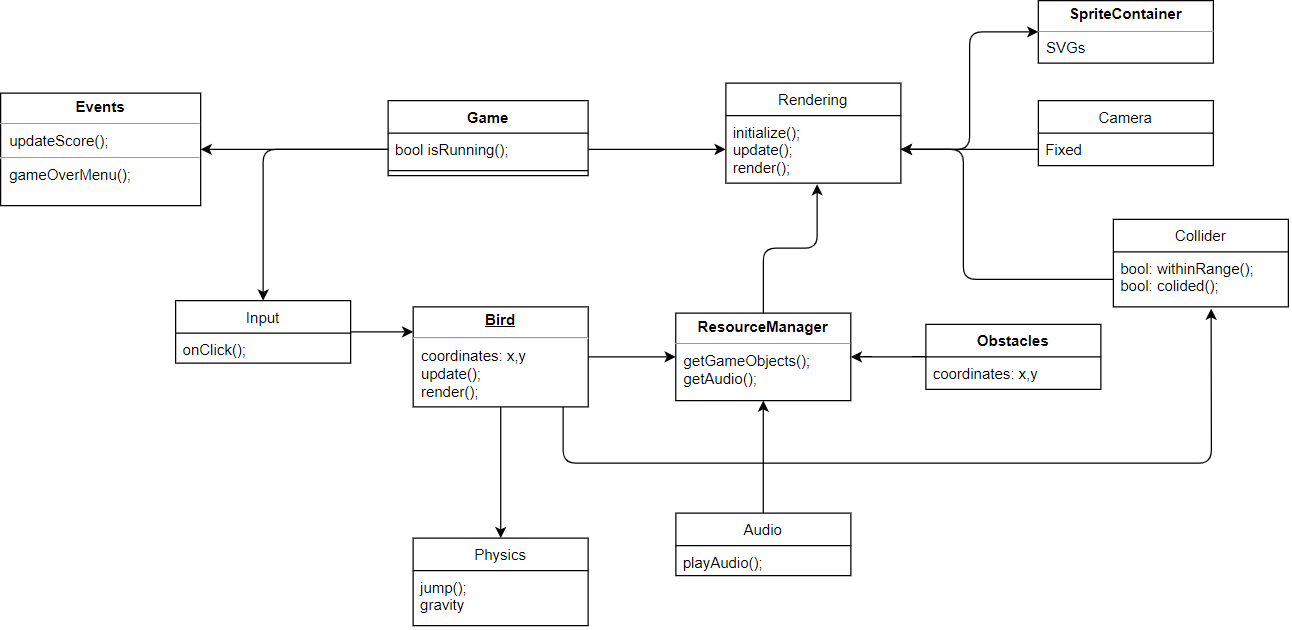 SpriteContainer
SVGs
Events
updateScore();
gameOverMenu();
Game
bool isRunning();
Rendering
initialize();
update();
render();
Camera
Fixed
Collider
bool: withinRange();
bool: colided();
Input
onClick();
Bird
coordinates: x,y
update();
render();
ResourceManager
getGameObjects();
getAudio();
Obstacles
coordinates: x,y
Audio
playAudio();
Physics
jump();
gravity